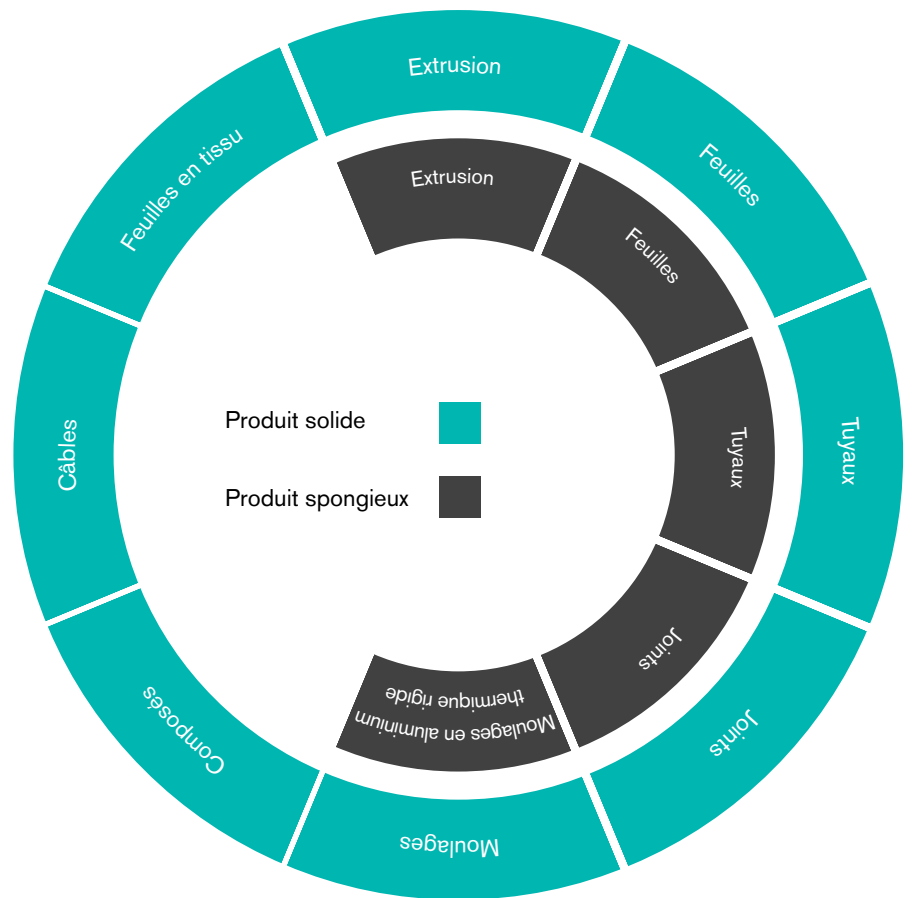 Extrusion
Feuilles
Tuyaux
Joints
Moulages
Composés
Câbles
Feuilles en tissu
Extrusion
Feuilles
Tuyaux
Joints
Moulages en aluminium
thermique rigide
Produit solide
Produit spongieux